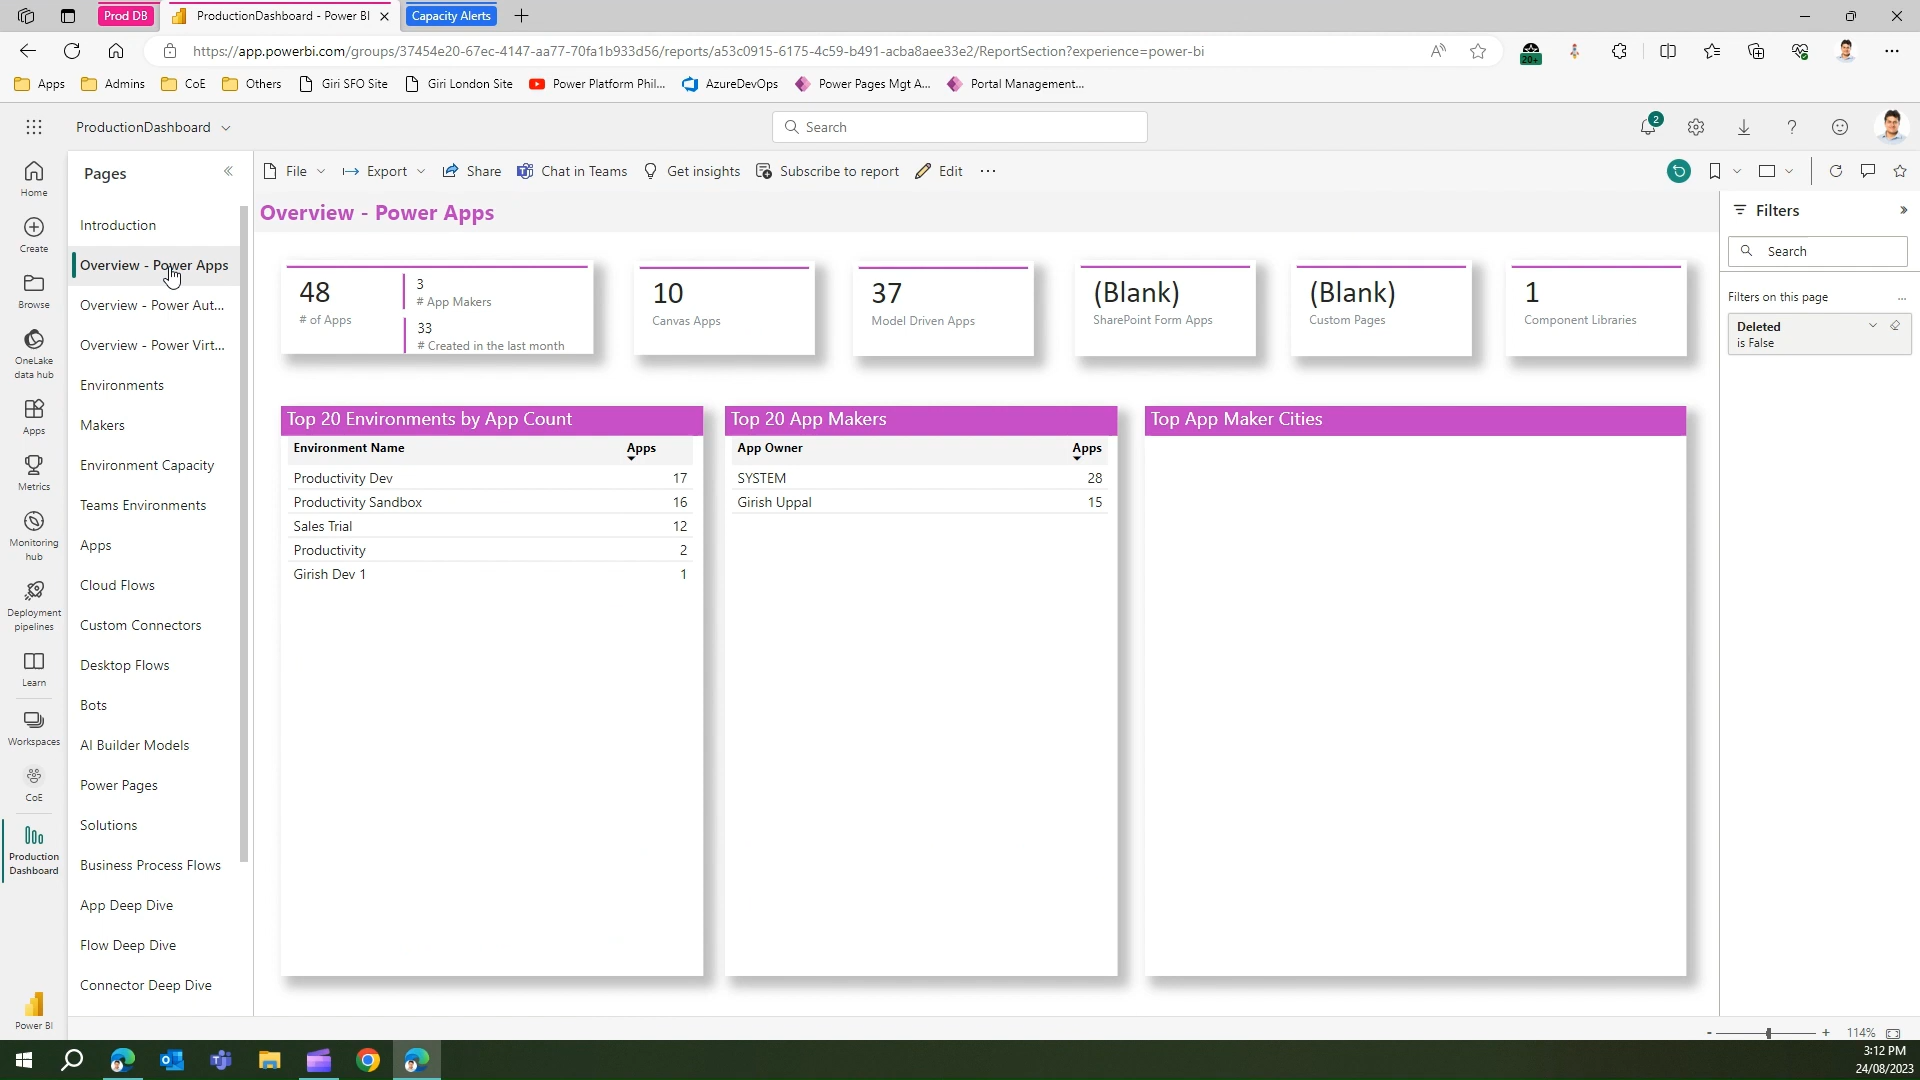 Prod DB
ProductionDashboard - Power BI
Capacity Alerts
https://app.powerbi.com/groups/37454e20-67ec-4147-aa77-70fa1b933d56/reports/a53c0915-6175-4c59-b491-acba8aee33e2/ReportSection?experience=power-bi
20+
Apps
Admins
CoE
Others
Giri SFO Site
Giri London Site
Power Platform Phil...
AzureDevOps
Power Pages Mgt A...
Portal Management...
ProductionDashboard
Search
2
Home
Create
Browse
OneLake
data hub
Apps
Metrics
Monitoring
hub
Deployment
pipelines
Learn
Workspaces
CoE
Production
Dashboard
Power BI
Pages
Introduction
Overview - Power Apps
Overview - Power Aut...
Overview - Power Virt...
Environments
Makers
Environment Capacity
Teams Environments
Apps
Cloud Flows
Custom Connectors
Desktop Flows
Bots
AI Builder Models
Power Pages
Solutions
Business Process Flows
App Deep Dive
Flow Deep Dive
Connector Deep Dive
File
Export
Share
Chat in Teams
Get insights
Subscribe to report
Edit
Overview - Power Apps
48
# of Apps
3
# App Makers
33
# Created in the last month
10
Canvas Apps
37
Model Driven Apps
(Blank)
SharePoint Form Apps
(Blank)
Custom Pages
1
Component Libraries
Top 20 Environments by App Count
Environment Name Apps
Productivity Dev 17
Productivity Sandbox 16
Sales Trial 12
Productivity 2
Girish Dev 1 1
Top 20 App Makers
App Owner Apps
SYSTEM 28
Girish Uppal 15
Top App Maker Cities
Filters
Search
Filters on this page
Deleted
is False
- + 114%
3:12 PM
24/08/2023